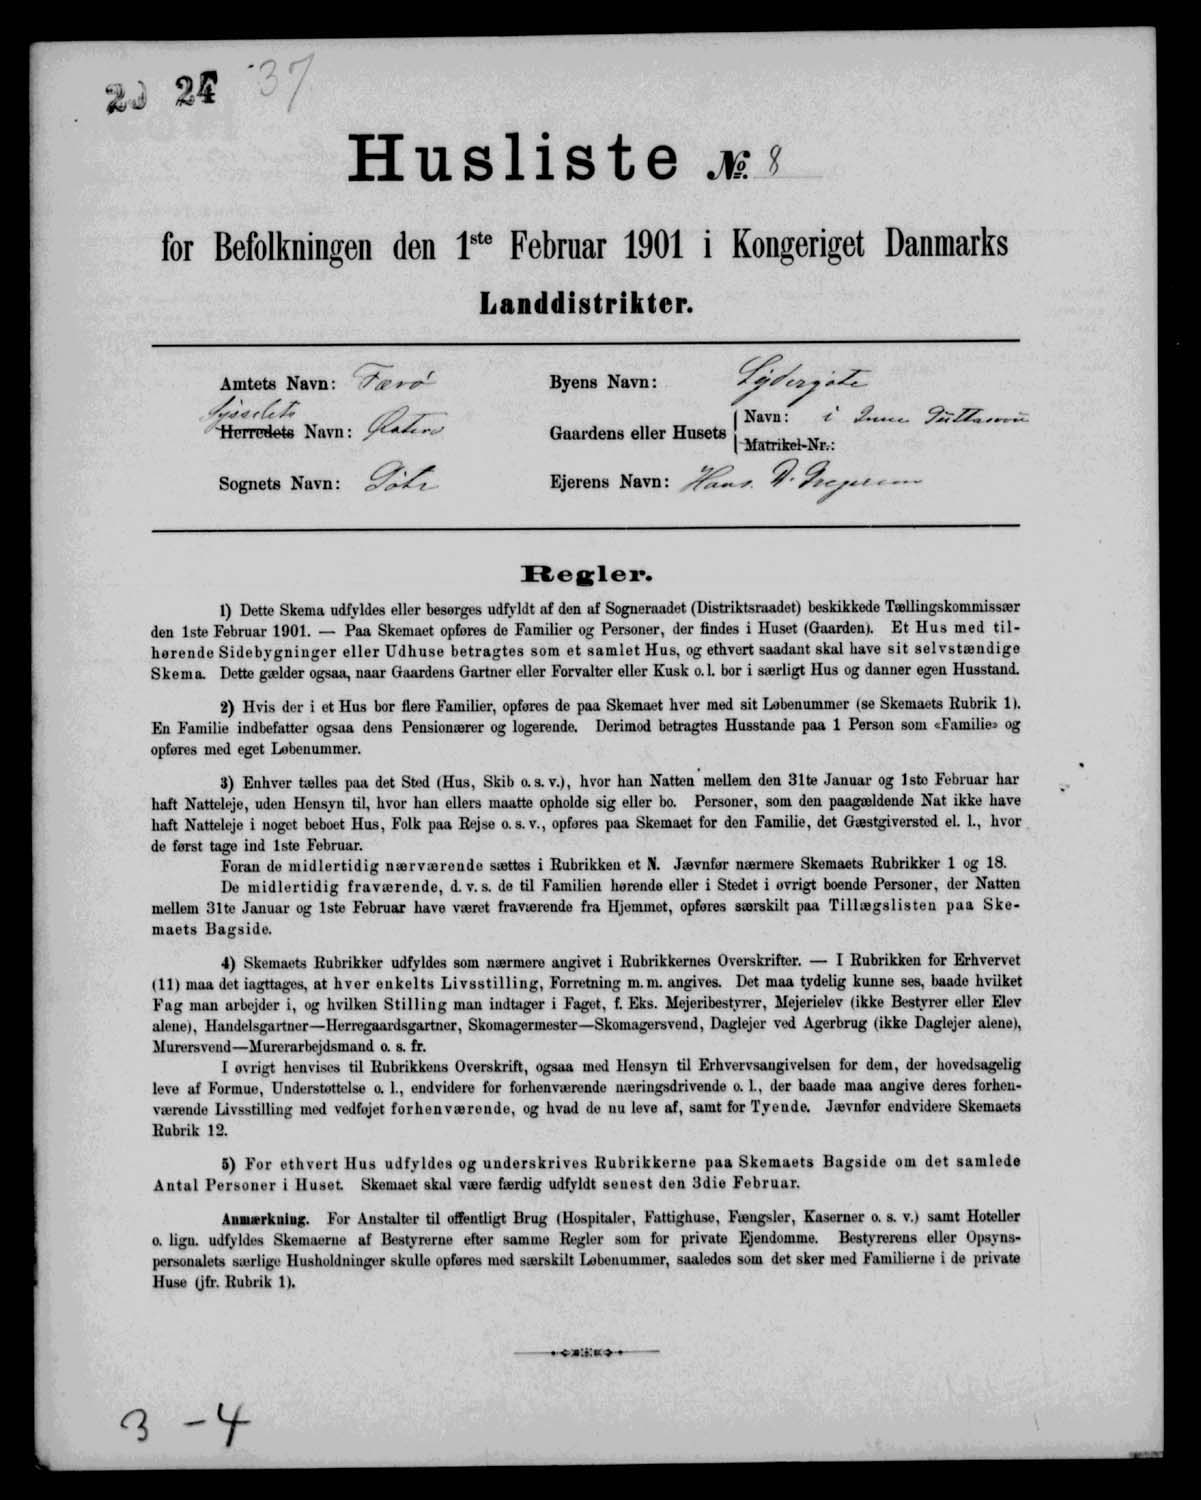 24 37
Husliste No. 8
for Befolkningen den 1ste Februar 1901 i Kongeriget Danmarks
Landdistrikter.
Amtets Navn: Færø
Byens Navn: Sydergøte
Sysselets
Herredets Navn: Østerø
Gaardens eller Husets Navn: i
Matrikel-Nr.:
Sognets Navn: Gøte
Ejerens Navn: Hans. D.
Regler.
1) Dette Skema udfyldes eller besørges udfyldt af den af Sogneraadet (Distriktsraadet) beskikkede Tællingskommissær
den 1ste Februar 1901. — Paa Skemaet opføres de Familier og Personer, der findes i Huset (Gaarden). Et Hus med til-
hørende Sidebygninger eller Udhuse betragtes som et samlet Hus, og ethvert saadant skal have sit selvstændige
Skema. Dette gælder ogsaa, naar Gaardens Gartner eller Forvalter eller Kusk o. l. bor i særligt Hus og danner egen Husstand.
2) Hvis der i et Hus bor flere Familier, opføres de paa Skemaet hver med sit Løbenummer (se Skemaets Rubrik 1).
En Familie indbefatter ogsaa dens Pensionærer og logerende. Derimod betragtes Husstande paa 1 Person som «Familie» og
opføres med eget Løbenummer.
3) Enhver tælles paa det Sted (Hus, Skib o. s. v.), hvor han Natten mellem den 31te Januar og 1ste Februar har
haft Natteleje, uden Hensyn til, hvor han ellers maatte opholde sig eller bo. Personer, som den paagældende Nat ikke have
haft Natteleje i noget beboet Hus, Folk paa Rejse o. s. v., opføres paa Skemaet for den Familie, det Gæstgiversted el. l., hvor
de først tage ind 1ste Februar.
Foran de midlertidig nærværende sættes i Rubrikken et N. Jævnfør nærmere Skemaets Rubrikker 1 og 18.
De midlertidig fraværende, d. v. s. de til Familien hørende eller i Stedet i øvrigt boende Personer, der Natten
mellem 31te Januar og 1ste Februar have været fraværende fra Hjemmet, opføres særskilt paa Tillægslisten paa Ske-
maets Bagside.
4) Skemaets Rubrikker udfyldes som nærmere angivet i Rubrikkernes Overskrifter. — I Rubrikken for Erhvervet
(11) maa det iagttages, at hver enkelts Livsstilling, Forretning m. m. angives. Det maa tydelig kunne ses, baade hvilket
Fag man arbejder i, og hvilken Stilling man indtager i Faget, f. Eks. Mejeribestyrer, Mejerielev (ikke Bestyrer eller Elev
alene), Handelsgartner—Herregaardsgartner, Skomagermester—Skomagersvend, Daglejer ved Agerbrug (ikke Daglejer alene),
Murersvend—Murerarbejdsmand o. s. fr.
I øvrigt henvises til Rubrikkens Overskrift, ogsaa med Hensyn til Erhvervsangivelsen for dem, der hovedsagelig
leve af Formue, Understøttelse o. l., endvidere for forhenværende næringsdrivende o. l., der baade maa angive deres forhen-
værende Livsstilling med vedføjet forhenværende, og hvad de nu leve af, samt for Tyende. Jævnfør endvidere Skemaets
Rubrik 12.
5) For ethvert Hus udfyldes og underskrives Rubrikkerne paa Skemaets Bagside om det samlede
Antal Personer i Huset. Skemaet skal være færdig udfyldt senest den 3die Februar.
Anmærkning. For Anstalter til offentligt Brug (Hospitaler, Fattighuse, Fængsler, Kaserner o. s. v.) samt Hoteller
o. lign. udfyldes Skemaerne af Bestyrerne efter samme Regler som for private Ejendomme. Bestyrerens eller Opsyns-
personalets særlige Husholdninger skulle opføres med særskilt Løbenummer, saaledes som det sker med Familierne i de private
Huse (jfr. Rubrik 1).
3 - 4